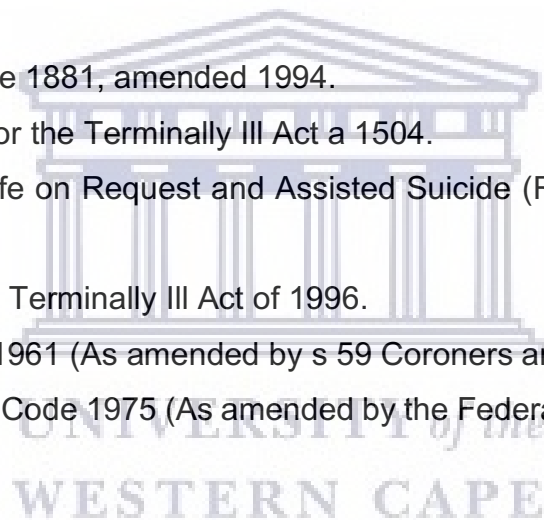 e 1881, amended 1994.
or the Terminally Ill Act a 1504.
fe on Request and Assisted Suicide (
Terminally Ill Act of 1996.
1961 (As amended by s 59 Coroners
Code 1975 (As amended by the
UNIVERSITY of the
WESTERN CAPE